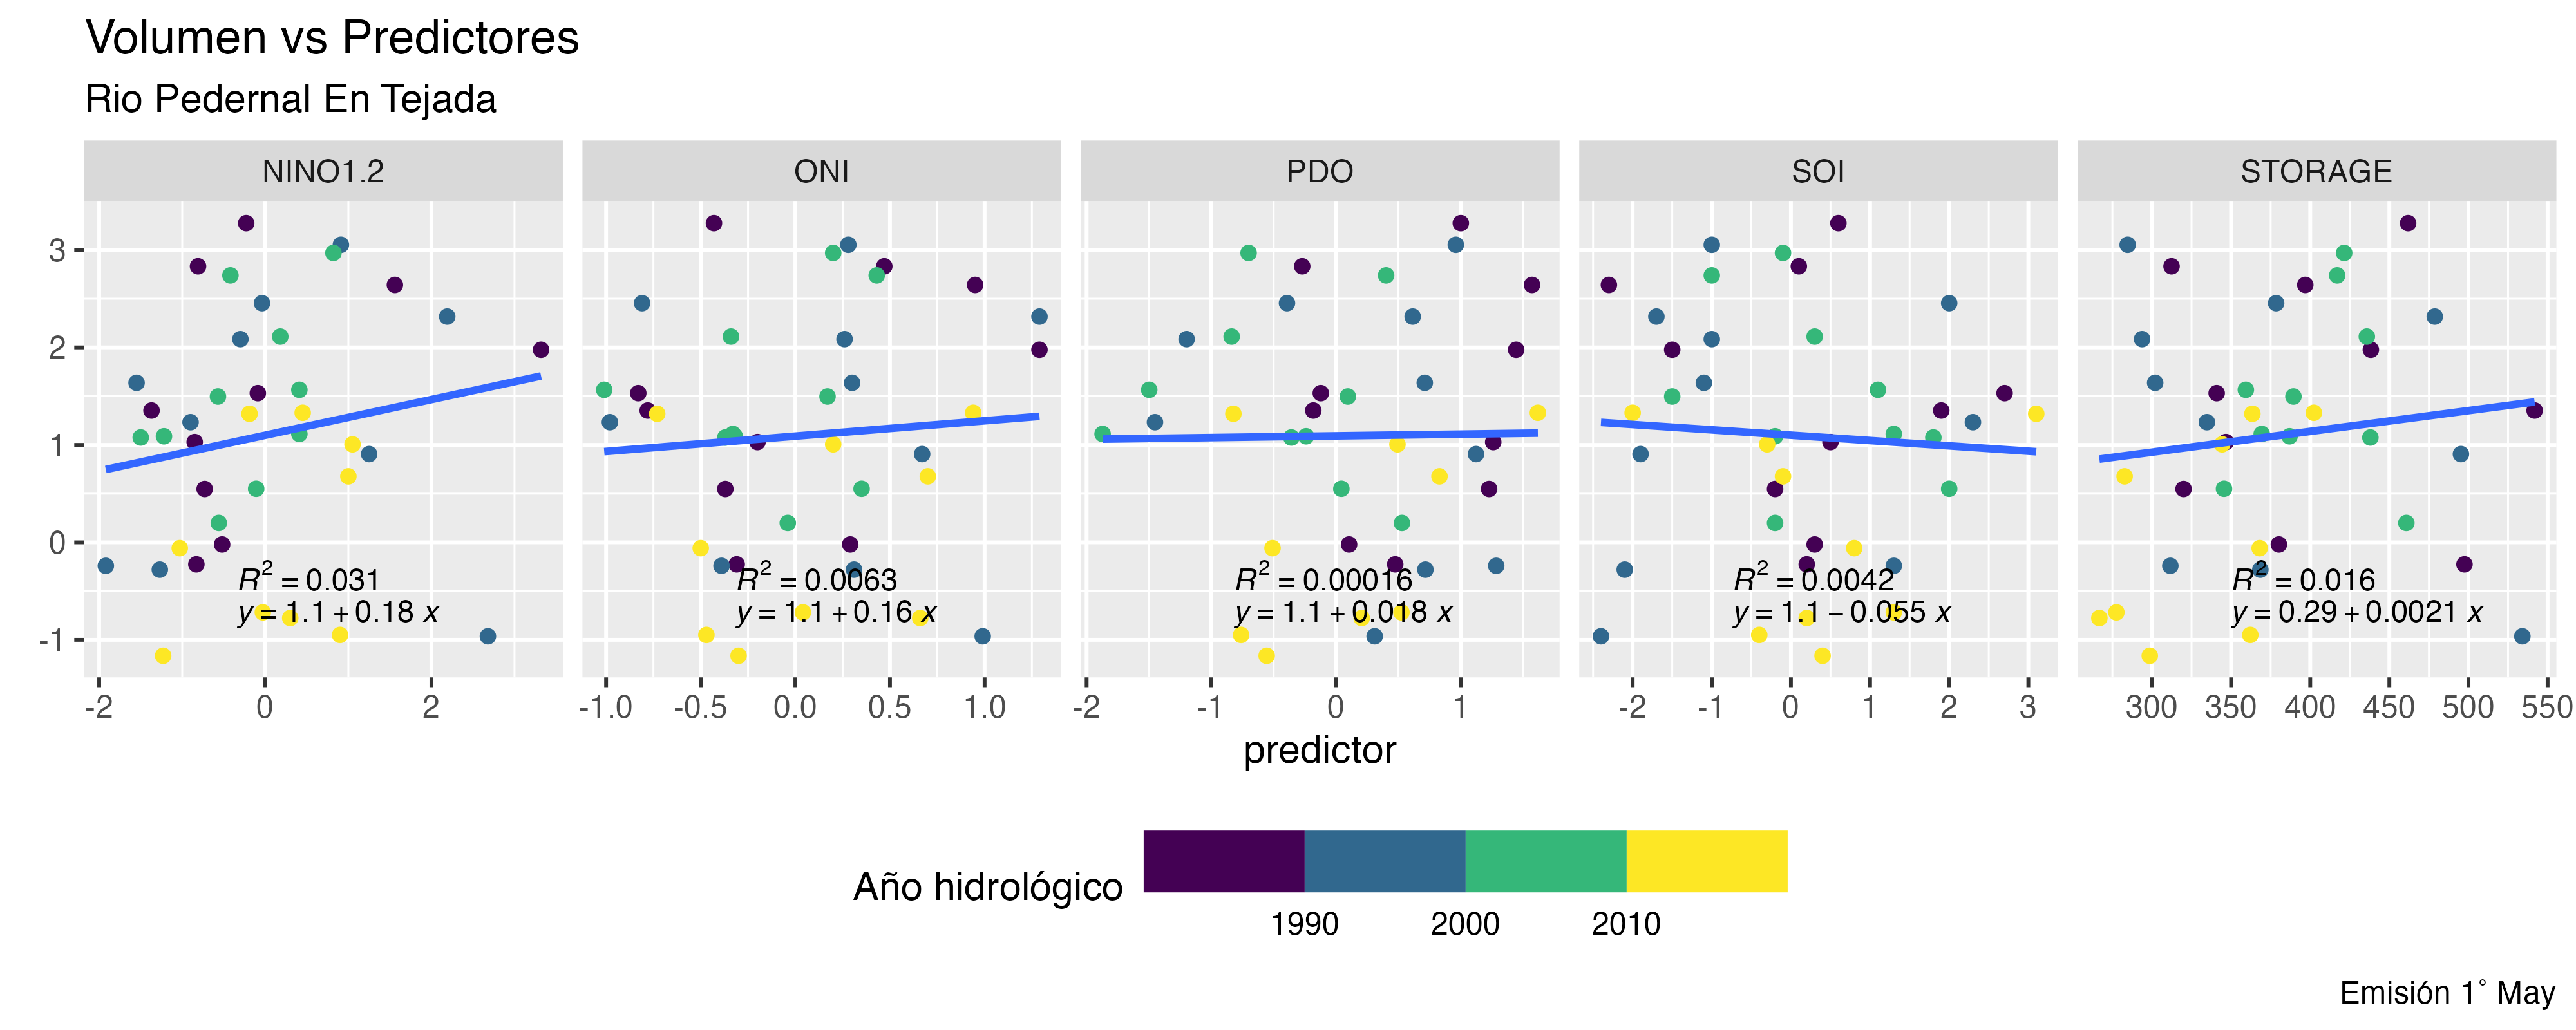 Volumen vs Predictores
Rio Pedernal En Tejada
NINO1.2 ONI PDO SOI STORAGE
3
2
1
0
-1
R² = 0.031 R² = 0.0063 R² = 0.00016 R² = 0.0042 R² = 0.016
y = 1.1 + 0.18 x y = 1.1 + 0.16 x y = 1.1 + 0.018 x y = 1.1 − 0.055 x y = 0.29 + 0.0021 x
-2 0 2 -1.0 -0.5 0.0 0.5 1.0 -2 -1 0 1 -2 -1 0 1 2 3 300 350 400 450 500 550
predictor
Año hidrológico
1990 2000 2010
Emisión 1° May